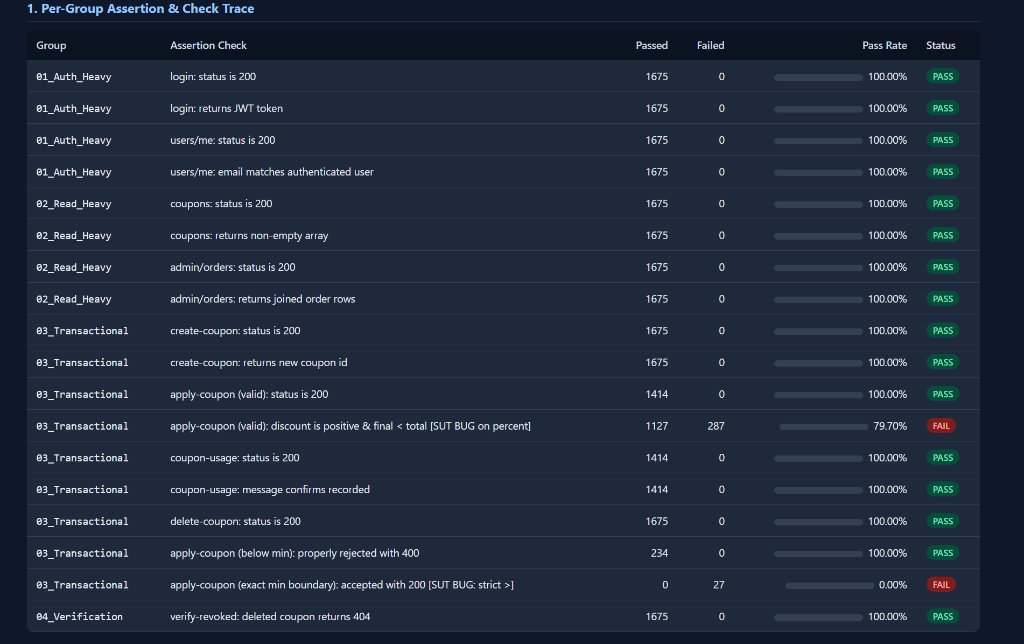 1. Per-Group Assertion & Check Trace
Group Assertion Check Passed Failed Pass Rate Status
01_Auth_Heavy login: status is 200 1675 0 100.00% PASS
01_Auth_Heavy login: returns JWT token 1675 0 100.00% PASS
01_Auth_Heavy users/me: status is 200 1675 0 100.00% PASS
01_Auth_Heavy users/me: email matches authenticated user 1675 0 100.00% PASS
02_Read_Heavy coupons: status is 200 1675 0 100.00% PASS
02_Read_Heavy coupons: returns non-empty array 1675 0 100.00% PASS
02_Read_Heavy admin/orders: status is 200 1675 0 100.00% PASS
02_Read_Heavy admin/orders: returns joined order rows 1675 0 100.00% PASS
03_Transactional create-coupon: status is 200 1675 0 100.00% PASS
03_Transactional create-coupon: returns new coupon id 1675 0 100.00% PASS
03_Transactional apply-coupon (valid): status is 200 1414 0 100.00% PASS
03_Transactional apply-coupon (valid): discount is positive & final < total [SUT BUG on percent] 1127 287 79.70% FAIL
03_Transactional coupon-usage: status is 200 1414 0 100.00% PASS
03_Transactional coupon-usage: message confirms recorded 1414 0 100.00% PASS
03_Transactional delete-coupon: status is 200 1675 0 100.00% PASS
03_Transactional apply-coupon (below min): properly rejected with 400 234 0 100.00% PASS
03_Transactional apply-coupon (exact min boundary): accepted with 200 [SUT BUG: strict >] 0 27 0.00% FAIL
04_Verification verify-revoked: deleted coupon returns 404 1675 0 100.00% PASS